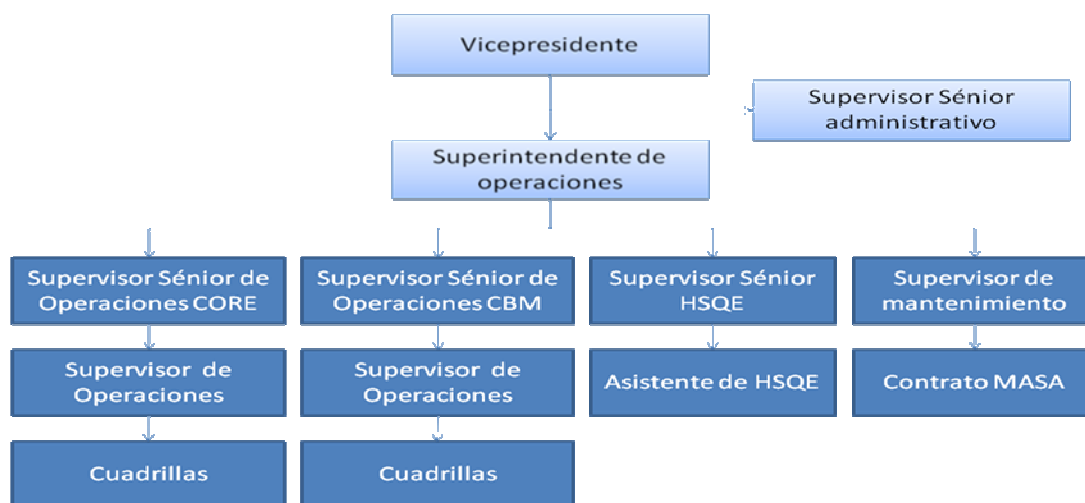 Vicepresidente
Supervisor Sénior
administrativo
Superintendente de
operaciones
Supervisor Sénior de
Operaciones CORE
Supervisor Sénior de
Operaciones CBM
Supervisor Sénior
HSQE
Supervisor de
mantenimiento
Supervisor de
Operaciones
Supervisor de
Operaciones
Asistente de HSQE
Contrato MASA
Cuadrillas
Cuadrillas